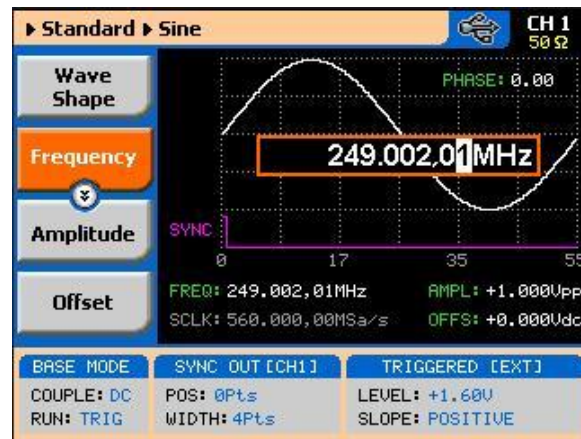 Standard Sine
CH 1
50 Ω
Wave
Shape
PHASE: 0.00
Frequency
249.002,01MHz
Amplitude
SYNC
0 17 35 55
Offset
FREQ: 249.002,01MHz AMPL: +1.000Vpp
SCLK: 560.000,00MSa/s OFFS: +0.000Vdc
BASE MODE SYNC OUT [CH1] TRIGGERED [EXT]
COUPLE: DC POS: 0Pts LEVEL: +1.60V
RUN: TRIG WIDTH: 4Pts SLOPE: POSITIVE